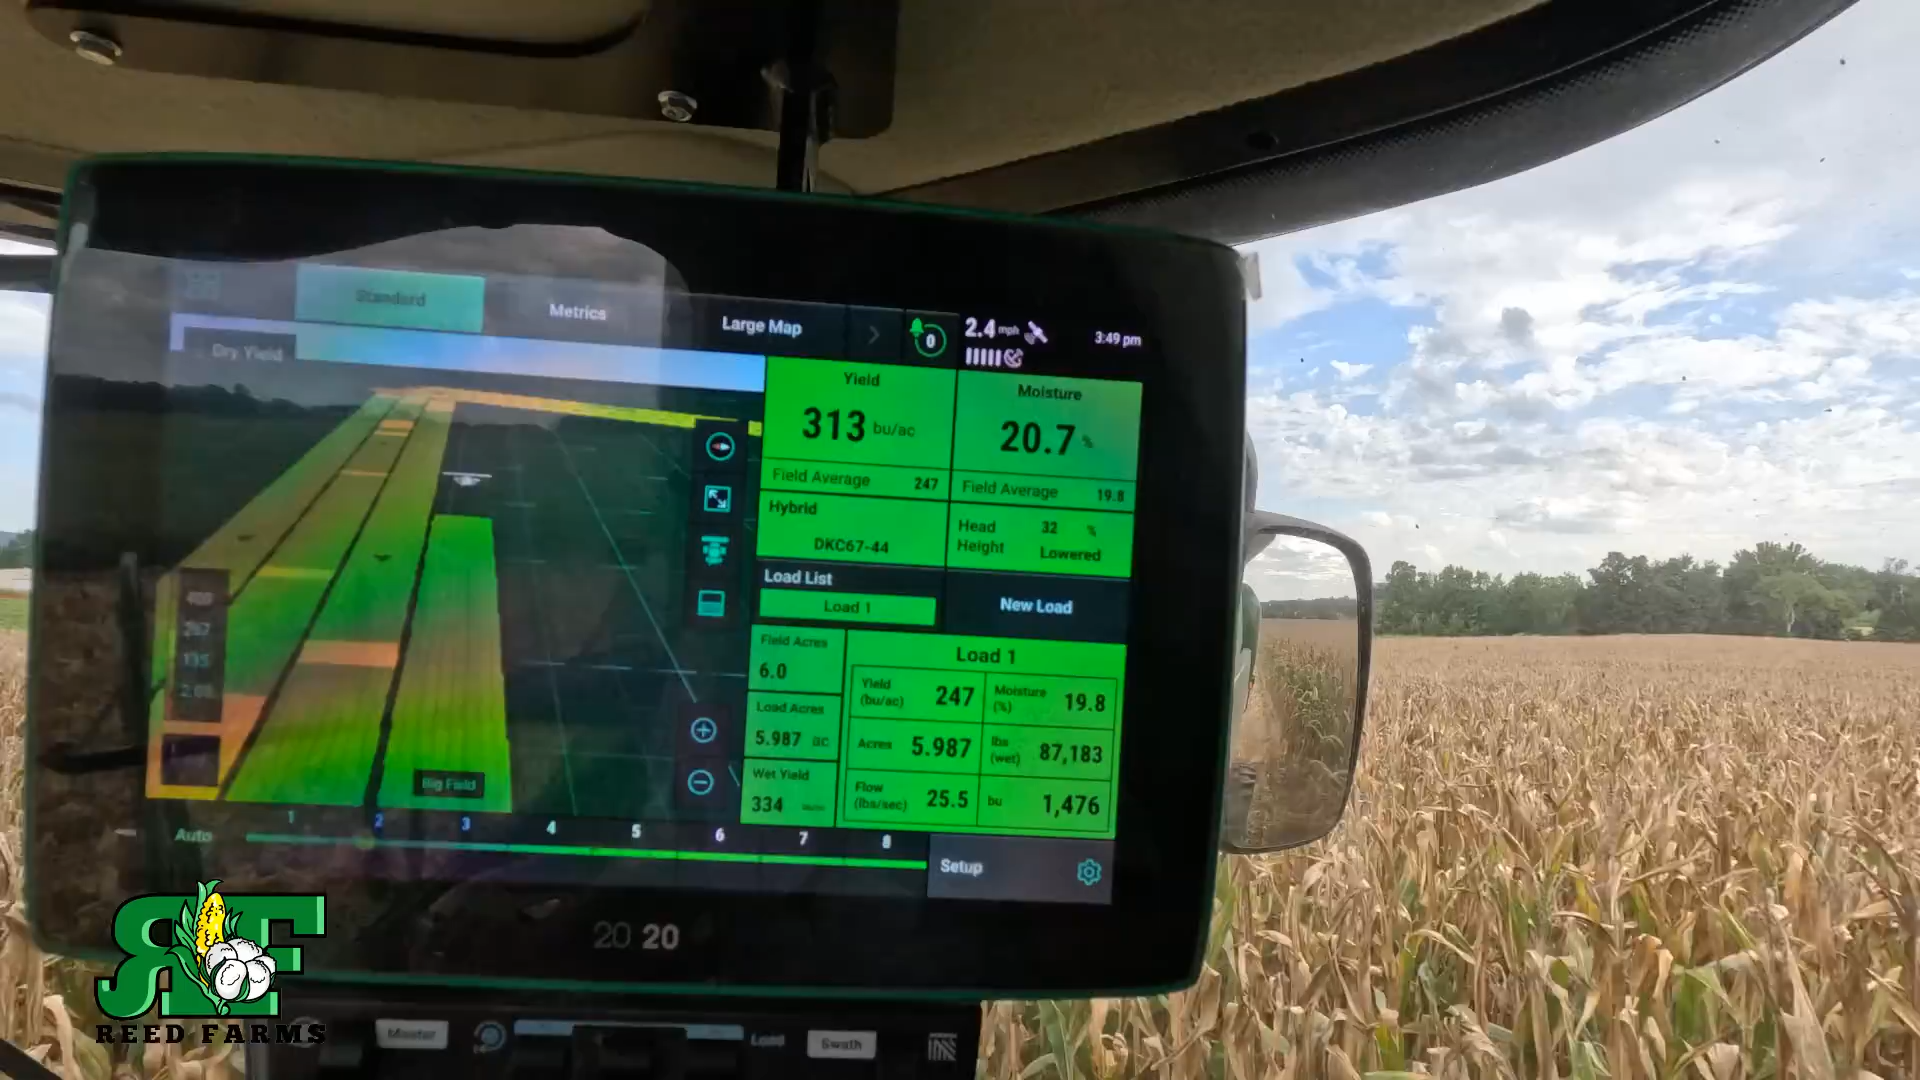 Standard
Metrics
Large Map
0
2.4 mph
3:49 pm
Dry Yield
Yield
313 bu/ac
Field Average 247
Moisture
20.7 %
Field Average 19.8
Hybrid
DKC67-44
Head Height
32 %
Lowered
Load List
Load 1
New Load
Field Acres
6.0
Load Acres
5.987 ac
Wet Yield
334
Load 1
Yield (bu/ac) 247
Moisture (%) 19.8
Acres 5.987
lbs (wet) 87,183
Flow (lbs/sec) 25.5
bu 1,476
135
Big Field
Auto
1 2 3 4 5 6 7 8
Setup
20 20
REED FARMS
Master
Load
Swath